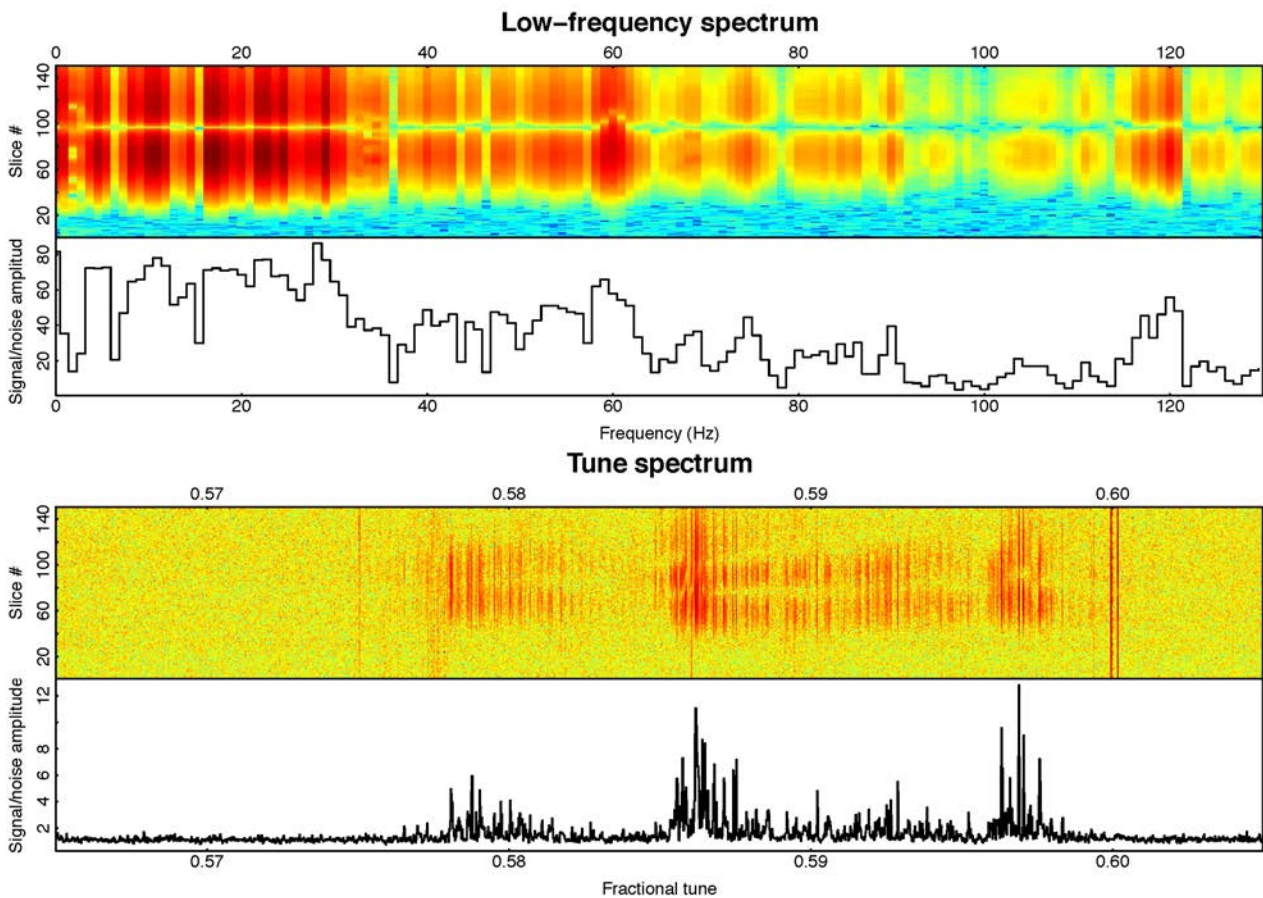 Low-frequency spectrum
0 20 40 60 80 100 120
Slice #
20 60 100 140
Signal/noise amplitud
20 40 60 80
0 20 40 60 80 100 120
Frequency (Hz)
Tune spectrum
0.57 0.58 0.59 0.60
Slice #
20 60 100 140
Signal/noise amplitude
2 4 6 8 12
0.57 0.58 0.59 0.60
Fractional tune